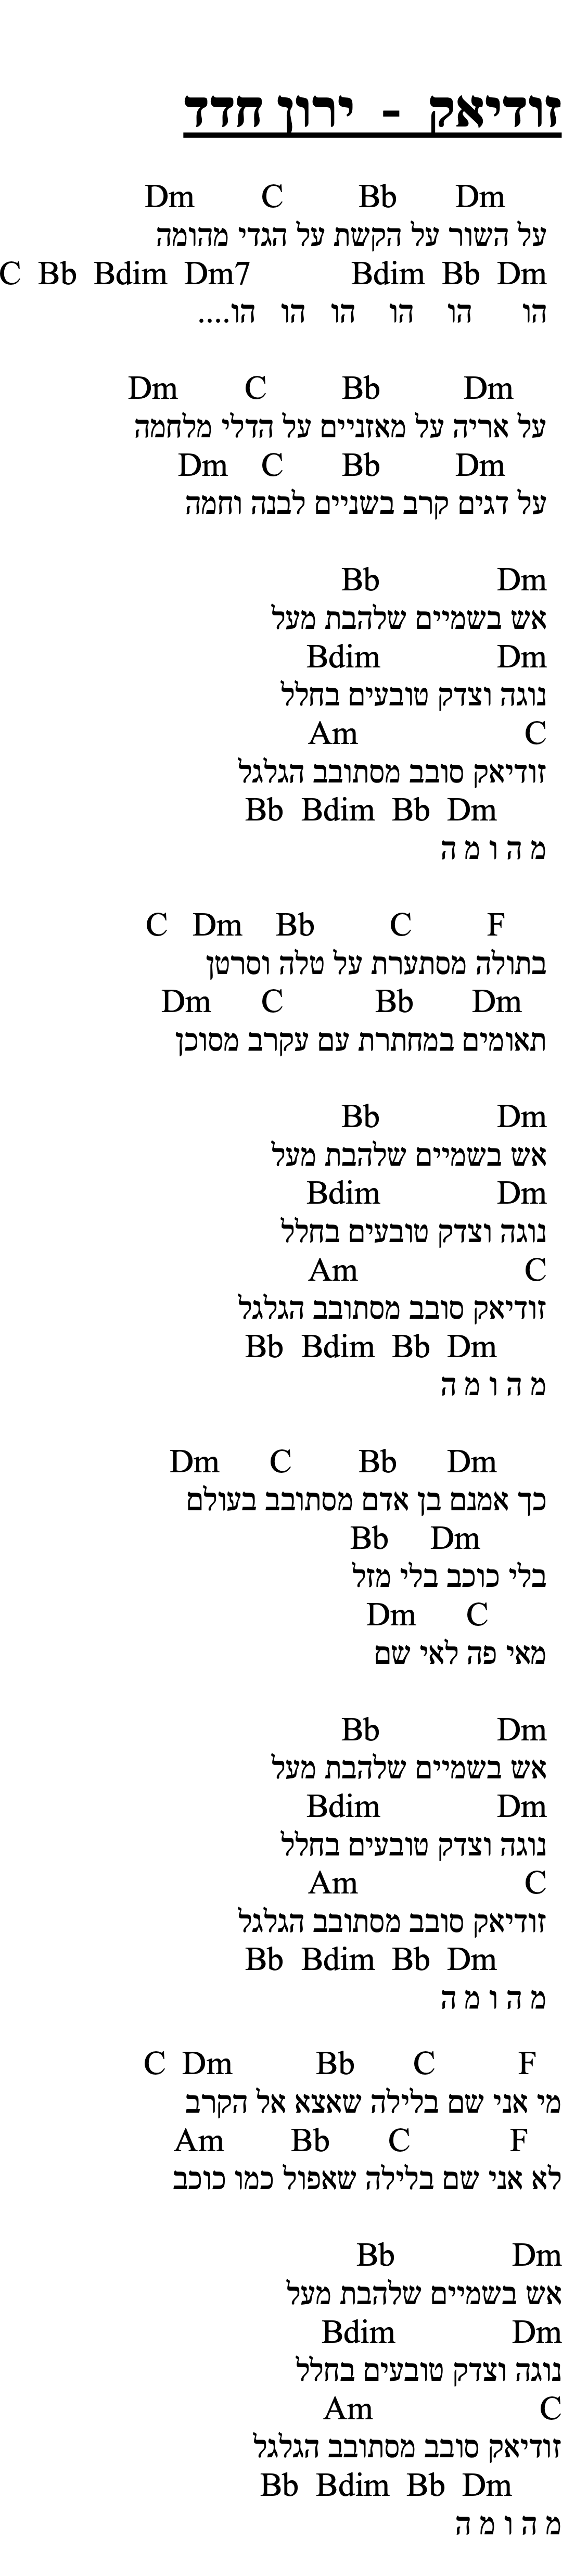 זודיאק - ירון חדד
Dm C Bb Dm
על השור על הקשת על הגדי מהומה
C Bb Bdim Dm7 Bdim Bb Dm
הו הו הו הו הו הו....
Dm C Bb Dm
על אריה על מאזניים על הדלי מלחמה
Dm C Bb Dm
על דגים קרב בשניים לבנה וחמה
Bb Dm
אש בשמיים שלהבת מעל
Bdim Dm
נוגה וצדק טובעים בחלל
Am C
זודיאק סובב מסתובב הגלגל
Bb Bdim Bb Dm
מ ה ו מ ה
C Dm Bb C F
בתולה מסתערת על טלה וסרטן
Dm C Bb Dm
תאומים במחתרת עם עקרב מסוכן
Bb Dm
אש בשמיים שלהבת מעל
Bdim Dm
נוגה וצדק טובעים בחלל
Am C
זודיאק סובב מסתובב הגלגל
Bb Bdim Bb Dm
מ ה ו מ ה
Dm C Bb Dm
כך אמנם בן אדם מסתובב בעולם
Bb Dm
בלי כוכב בלי מזל
Dm C
מאי פה לאי שם
Bb Dm
אש בשמיים שלהבת מעל
Bdim Dm
נוגה וצדק טובעים בחלל
Am C
זודיאק סובב מסתובב הגלגל
Bb Bdim Bb Dm
מ ה ו מ ה
C Dm Bb C F
מי אני שם בלילה שאצא אל הקרב
Am Bb C F
לא אני שם בלילה שאפול כמו כוכב
Bb Dm
אש בשמיים שלהבת מעל
Bdim Dm
נוגה וצדק טובעים בחלל
Am C
זודיאק סובב מסתובב הגלגל
Bb Bdim Bb Dm
מ ה ו מ ה